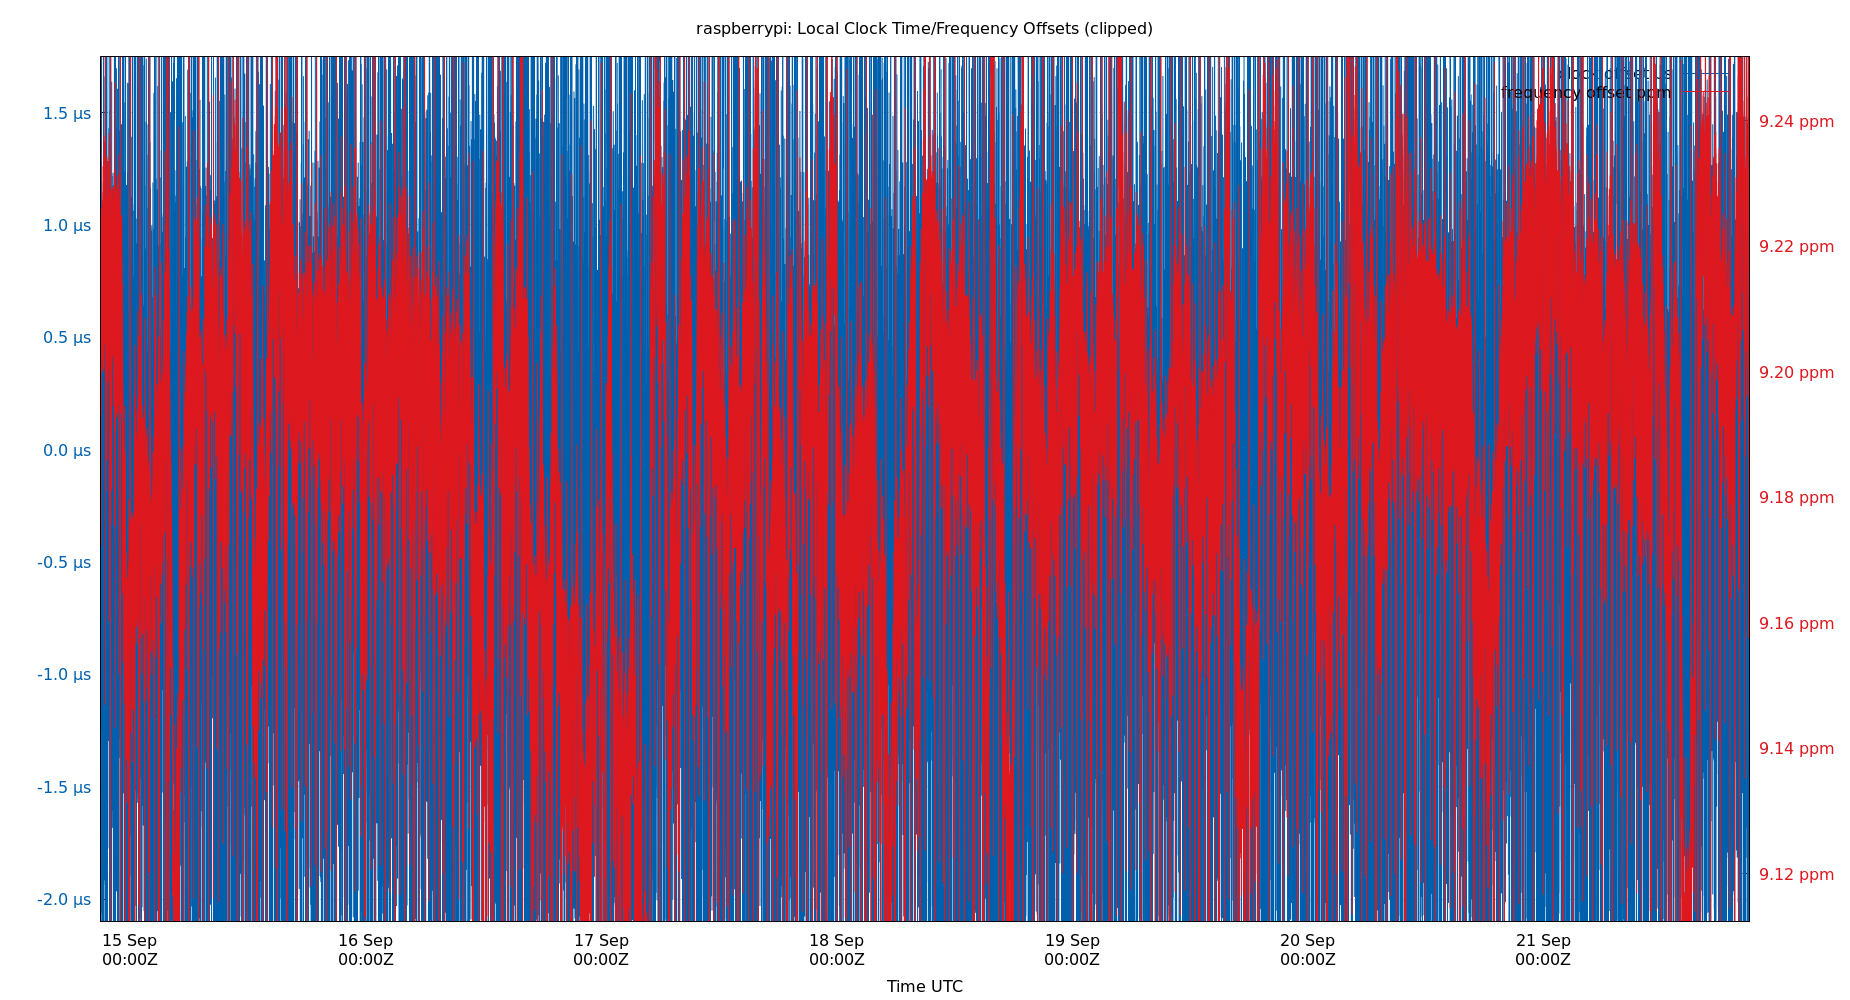 raspberrypi: Local Clock Time/Frequency Offsets (clipped)
clock offset µs
frequency offset ppm
1.5 µs
1.0 µs
0.5 µs
0.0 µs
-0.5 µs
-1.0 µs
-1.5 µs
-2.0 µs
9.24 ppm
9.22 ppm
9.20 ppm
9.18 ppm
9.16 ppm
9.14 ppm
9.12 ppm
15 Sep
00:00Z
16 Sep
00:00Z
17 Sep
00:00Z
18 Sep
00:00Z
19 Sep
00:00Z
20 Sep
00:00Z
21 Sep
00:00Z
Time UTC